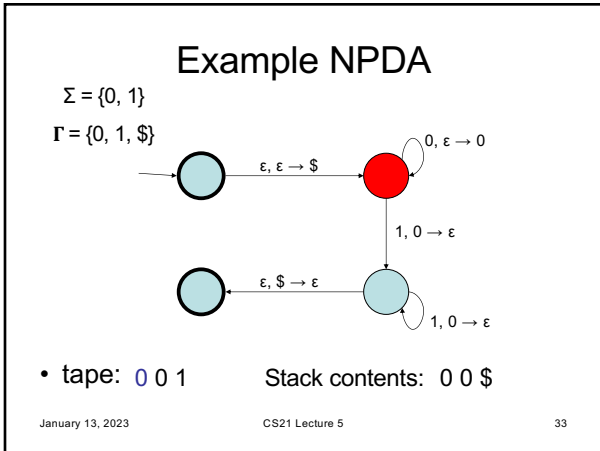 Example NPDA
Σ = {0, 1}
Γ = {0, 1, $}
ε, ε → $
0, ε → 0
1, 0 → ε
ε, $ → ε
1, 0 → ε
• tape: 0 0 1 Stack contents: 0 0 $
January 13, 2023 CS21 Lecture 5 33